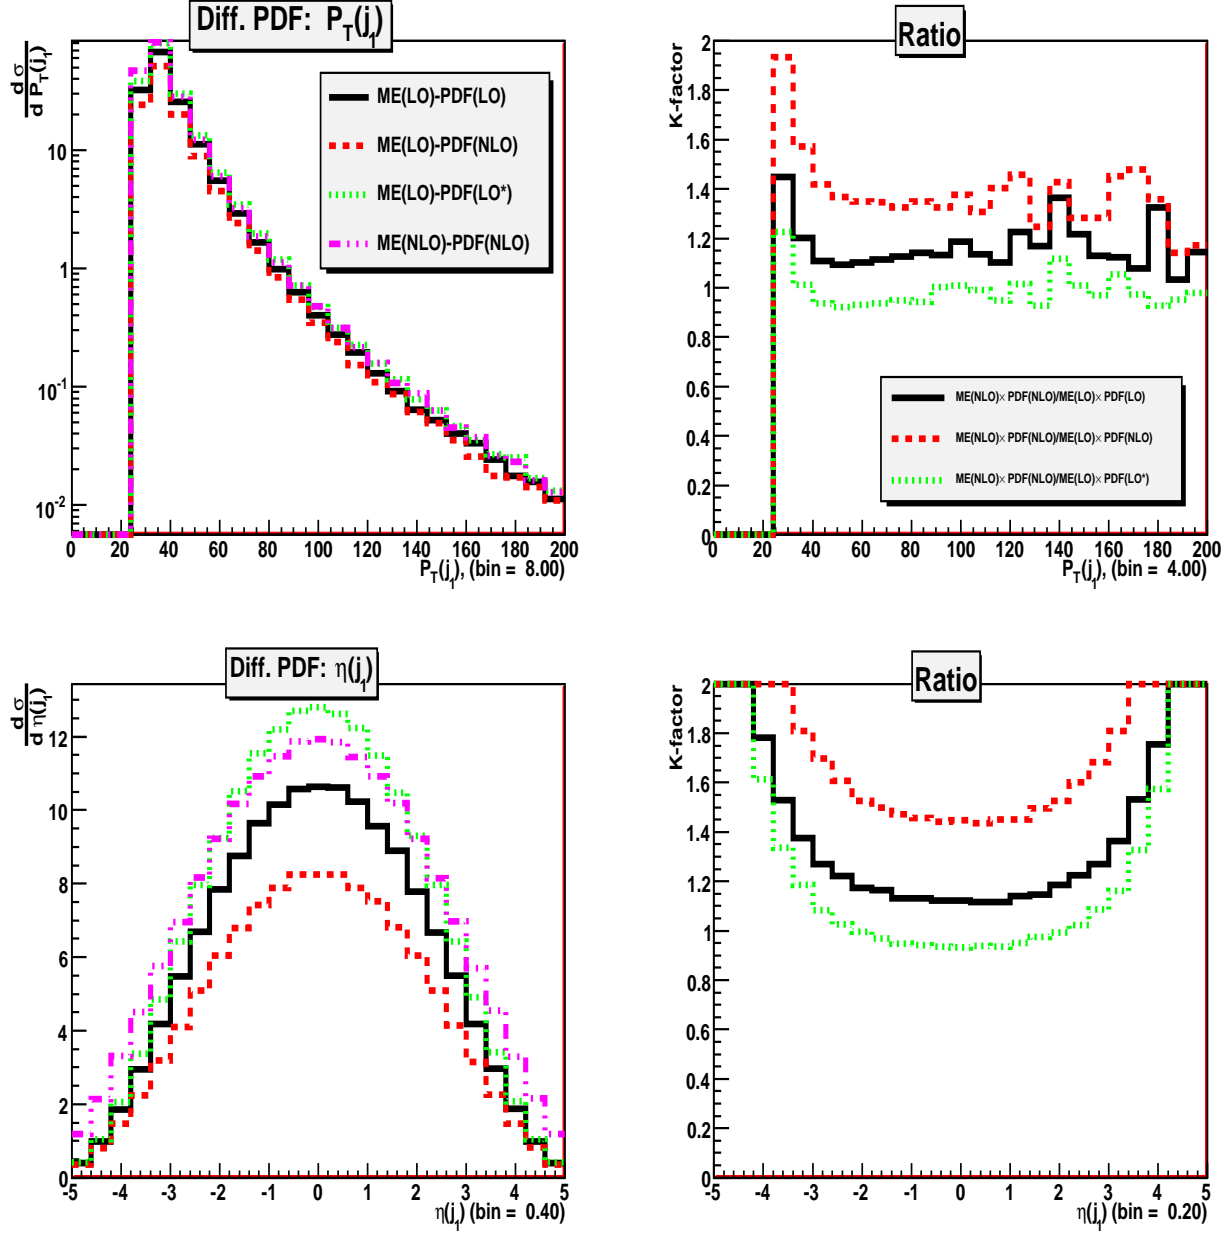 Diff. PDF: P_T(j_1)
d σ
d P_T(j_1)
10
1
10^-1
10^-2
ME(LO)-PDF(LO)
ME(LO)-PDF(NLO)
ME(LO)-PDF(LO*)
ME(NLO)-PDF(NLO)
0 20 40 60 80 100 120 140 160 180 200
P_T(j_1), (bin = 8.00)
Ratio
K-factor
2
1.8
1.6
1.4
1.2
1
0.8
0.6
0.4
0.2
0
ME(NLO)× PDF(NLO)/ME(LO)× PDF(LO)
ME(NLO)× PDF(NLO)/ME(LO)× PDF(NLO)
ME(NLO)× PDF(NLO)/ME(LO)× PDF(LO*)
0 20 40 60 80 100 120 140 160 180 200
P_T(j_1), (bin = 4.00)
Diff. PDF: η(j_1)
d σ
d η(j_1)
12
10
8
6
4
2
0
-5 -4 -3 -2 -1 0 1 2 3 4 5
η(j_1) (bin = 0.40)
Ratio
K-factor
2
1.8
1.6
1.4
1.2
1
0.8
0.6
0.4
0.2
0
-5 -4 -3 -2 -1 0 1 2 3 4 5
η(j_1) (bin = 0.20)